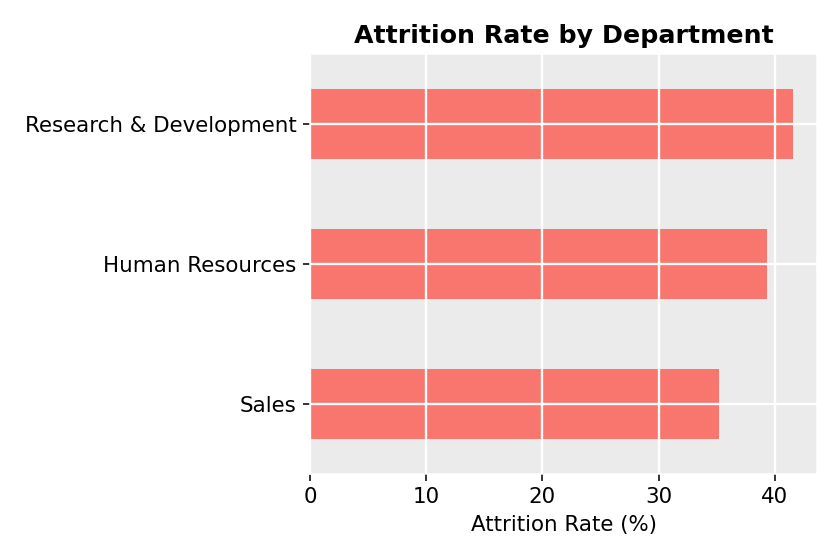 Attrition Rate by Department
Research & Development
Human Resources
Sales
0 10 20 30 40
Attrition Rate (%)